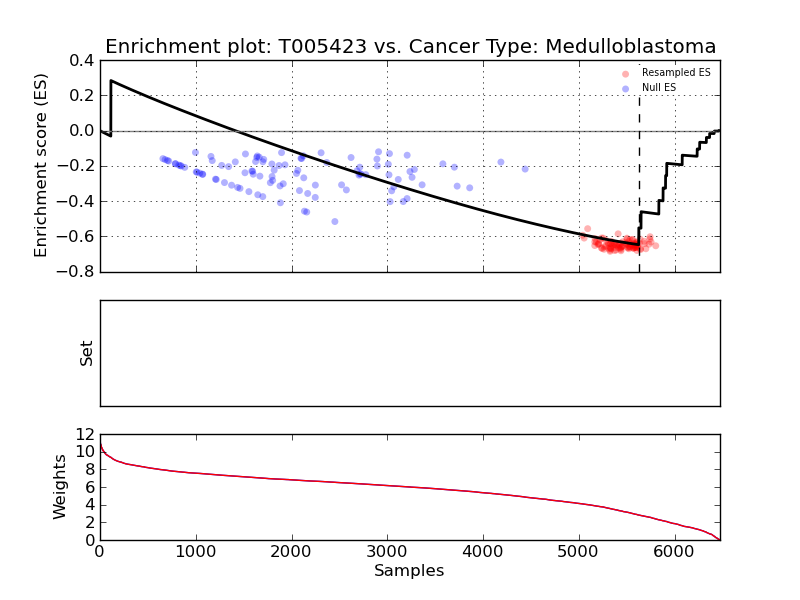 Enrichment plot: T005423 vs. Cancer Type: Medulloblastoma
Enrichment score (ES)
0.4
0.2
0.0
−0.2
−0.4
−0.6
−0.8
Resampled ES
Null ES
Set
Weights
12
10
8
6
4
2
0
0 1000 2000 3000 4000 5000 6000
Samples